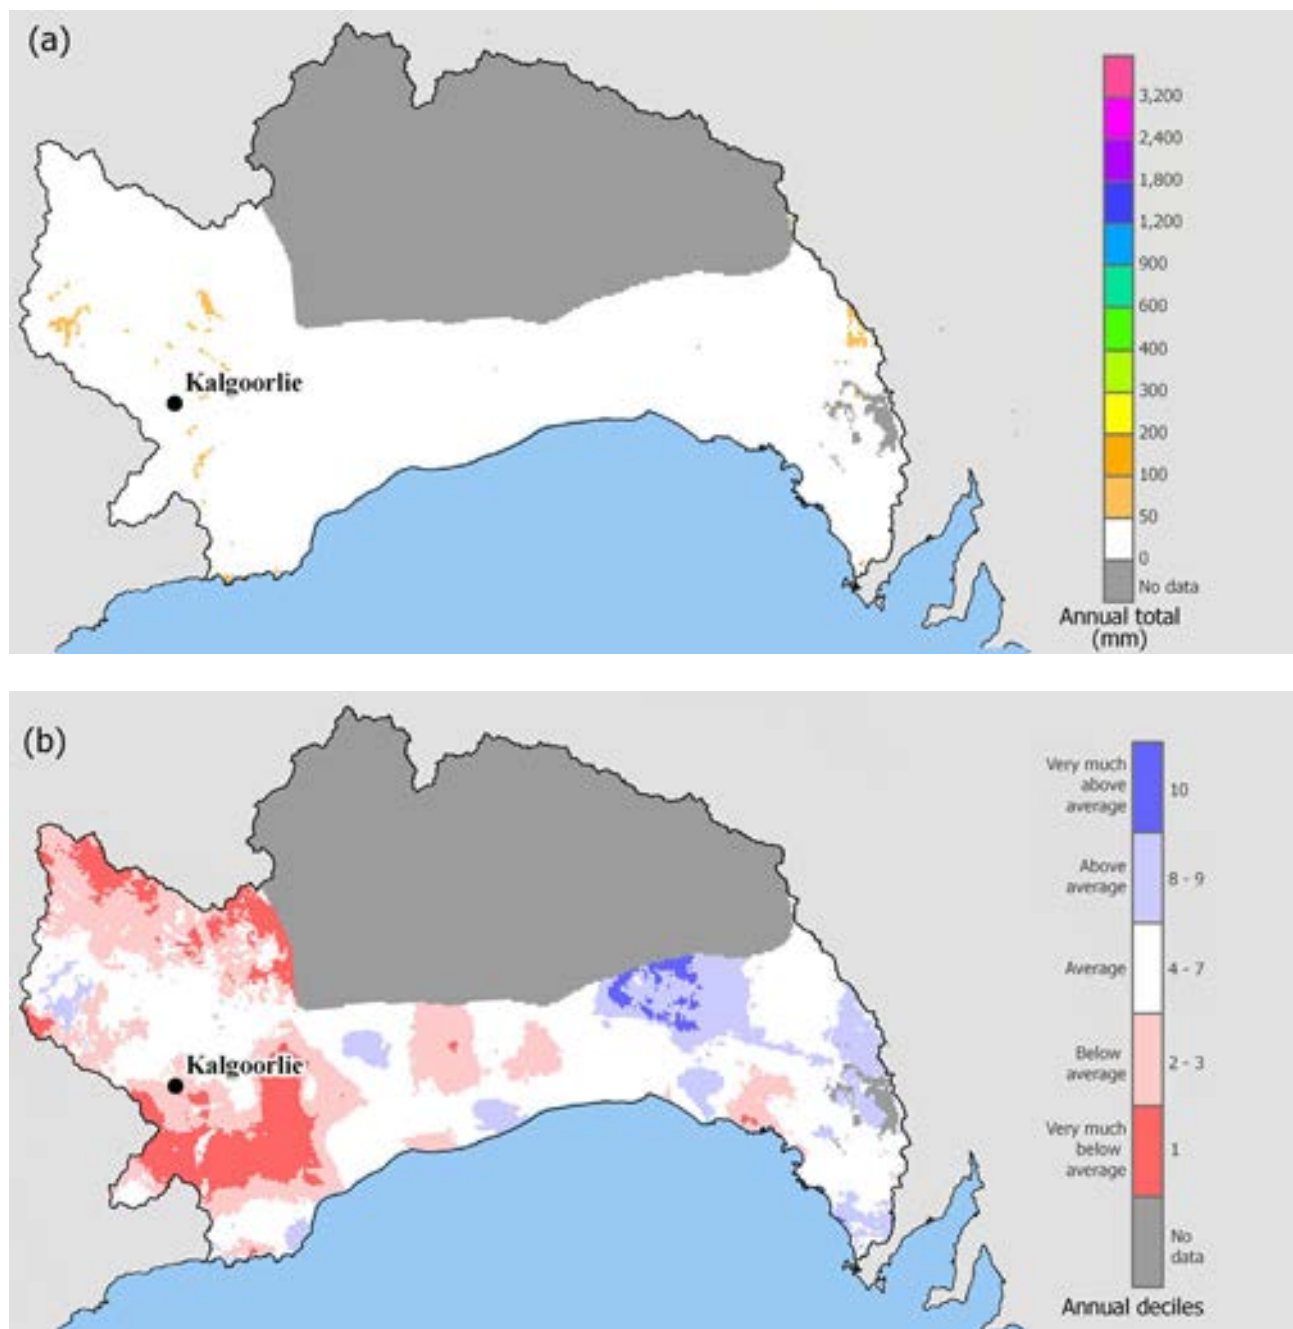 (a)
Kalgoorlie
3,200
2,400
1,800
1,200
900
600
400
300
200
100
50
0
No data
Annual total
(mm)
(b)
Kalgoorlie
Very much
above
average
10
Above
average
8 - 9
Average
4 - 7
Below
average
2 - 3
Very much
below
average
1
No
data
Annual deciles